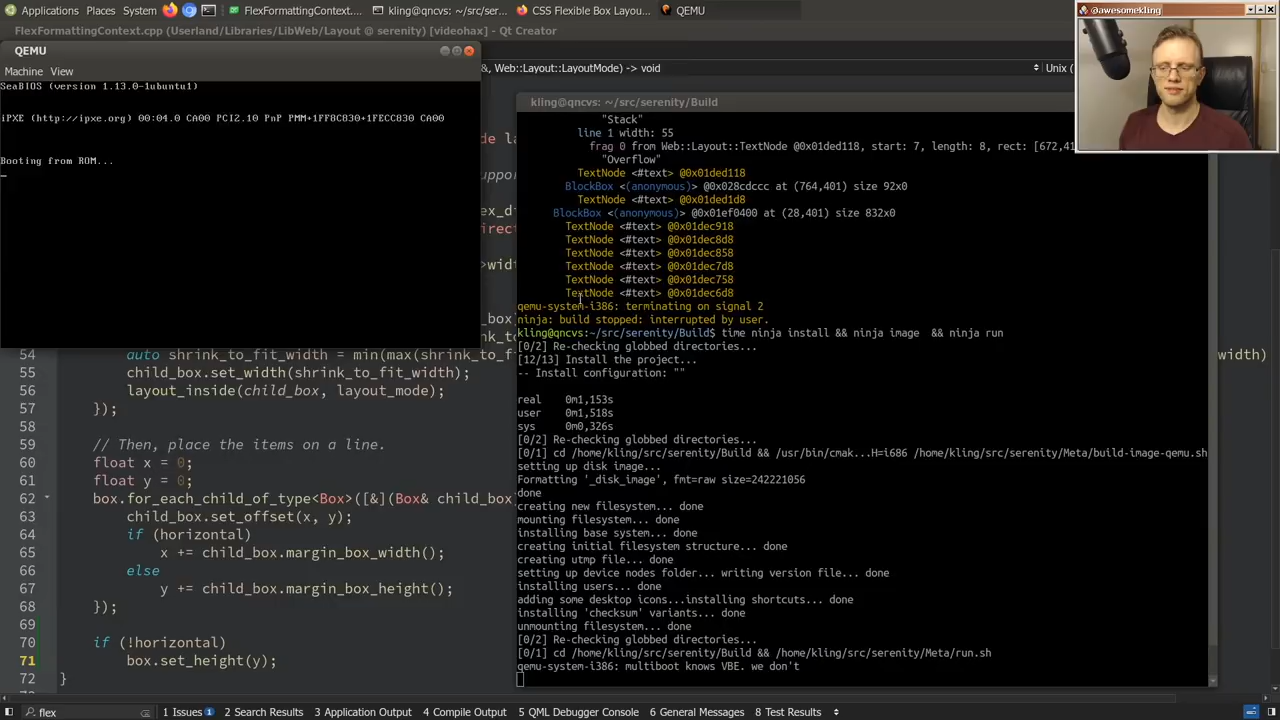 Applications Places System FlexFormattingContext.... kling@qncvs: ~/src/ser... CSS Flexible Box Layou... QEMU
@awesomekling
FlexFormattingContext.cpp (Userland/Libraries/LibWeb/Layout @ serenity) [videohax] - Qt Creator
QEMU
Machine View
SeaBIOS (version 1.13.0-1ubuntu1)
iPXE (http://ipxe.org) 00:04.0 CA00 PCI2.10 PnP PMM+1FF8C830+1FECC830 CA00
Booting from ROM...
&, Web::Layout::LayoutMode) -> void
Unix (
kling@qncvs: ~/src/serenity/Build
"Stack"
line 1 width: 55
frag 0 from Web::Layout::TextNode @0x01ded118, start: 7, length: 8, rect: [672,41
"Overflow"
TextNode <#text> @0x01ded118
BlockBox <(anonymous)> @0x028cdccc at (764,401) size 92x0
TextNode <#text> @0x01ded1d8
BlockBox <(anonymous)> @0x01ef0400 at (28,401) size 832x0
TextNode <#text> @0x01dec918
TextNode <#text> @0x01dec8d8
TextNode <#text> @0x01dec858
TextNode <#text> @0x01dec7d8
TextNode <#text> @0x01dec758
TextNode <#text> @0x01dec6d8
qemu-system-i386: terminating on signal 2
ninja: build stopped: interrupted by user.
kling@qncvs:~/src/serenity/Build$ time ninja install && ninja image && ninja run
[0/2] Re-checking globbed directories...
[12/13] Install the project...
-- Install configuration: ""
real 0m1,153s
user 0m1,518s
sys 0m0,326s
[0/2] Re-checking globbed directories...
[0/1] cd /home/kling/src/serenity/Build && /usr/bin/cmak...H=i686 /home/kling/src/serenity/Meta/build-image-qemu.sh
setting up disk image...
Formatting '_disk_image', fmt=raw size=242221056
done
creating new filesystem... done
mounting filesystem... done
installing base system... done
creating initial filesystem structure... done
creating utmp file... done
setting up device nodes folder... writing version file... done
installing users... done
adding some desktop icons...installing shortcuts... done
installing 'checksum' variants... done
unmounting filesystem... done
[0/2] Re-checking globbed directories...
[0/1] cd /home/kling/src/serenity/Build && /home/kling/src/serenity/Meta/run.sh
qemu-system-i386: multiboot knows VBE. we don't
54 auto shrink_to_fit_width = min(max(shrink_to_f
width)
55 child_box.set_width(shrink_to_fit_width);
56 layout_inside(child_box, layout_mode);
57 });
58
59 // Then, place the items on a line.
60 float x = 0;
61 float y = 0;
62 box.for_each_child_of_type<Box>([&](Box& child_box)
63 child_box.set_offset(x, y);
64 if (horizontal)
65 x += child_box.margin_box_width();
66 else
67 y += child_box.margin_box_height();
68 });
69
70 if (!horizontal)
71 box.set_height(y);
72 }
flex 1 Issues 1 2 Search Results 3 Application Output 4 Compile Output 5 QML Debugger Console 6 General Messages 8 Test Results